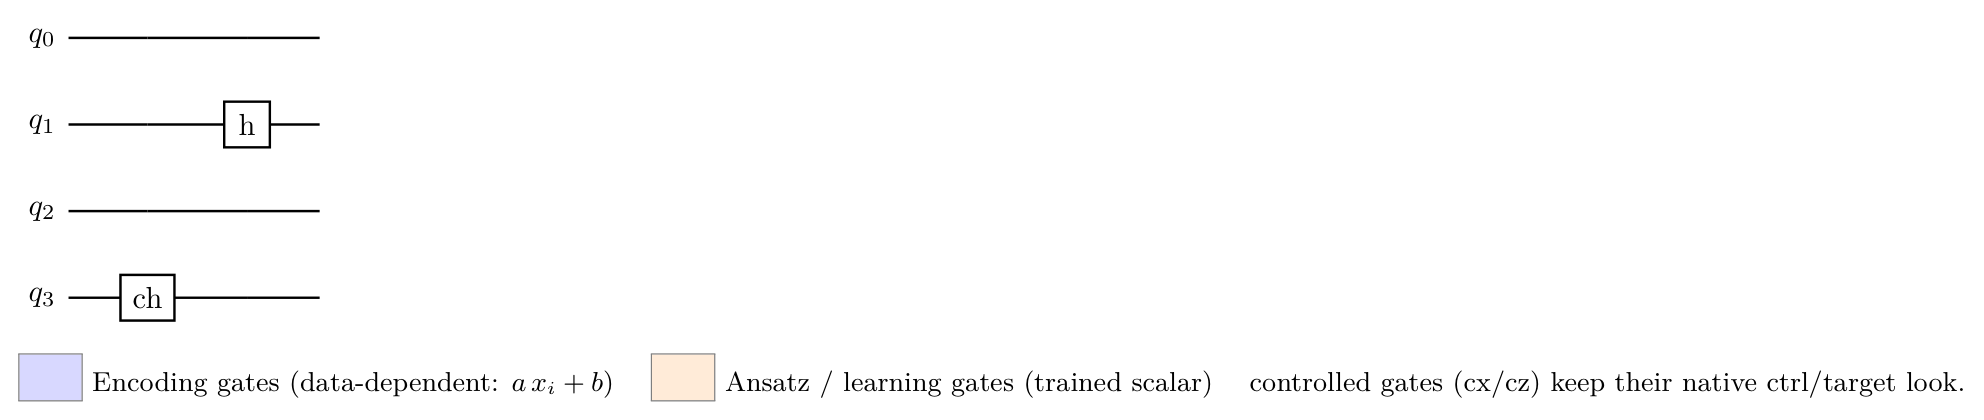 q0
q1 h
q2
q3 ch
Encoding gates (data-dependent: a xi + b) Ansatz / learning gates (trained scalar) controlled gates (cx/cz) keep their native ctrl/target look.